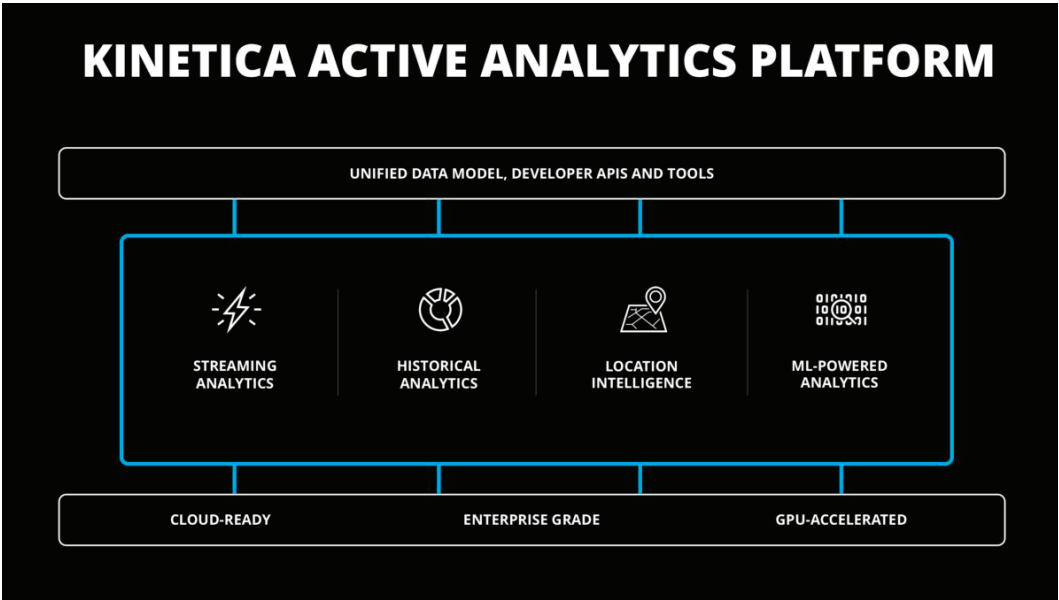 KINETICA ACTIVE ANALYTICS PLATFORM
UNIFIED DATA MODEL, DEVELOPER APIS AND TOOLS
STREAMING
ANALYTICS
HISTORICAL
ANALYTICS
LOCATION
INTELLIGENCE
ML-POWERED
ANALYTICS
CLOUD-READY
ENTERPRISE GRADE
GPU-ACCELERATED